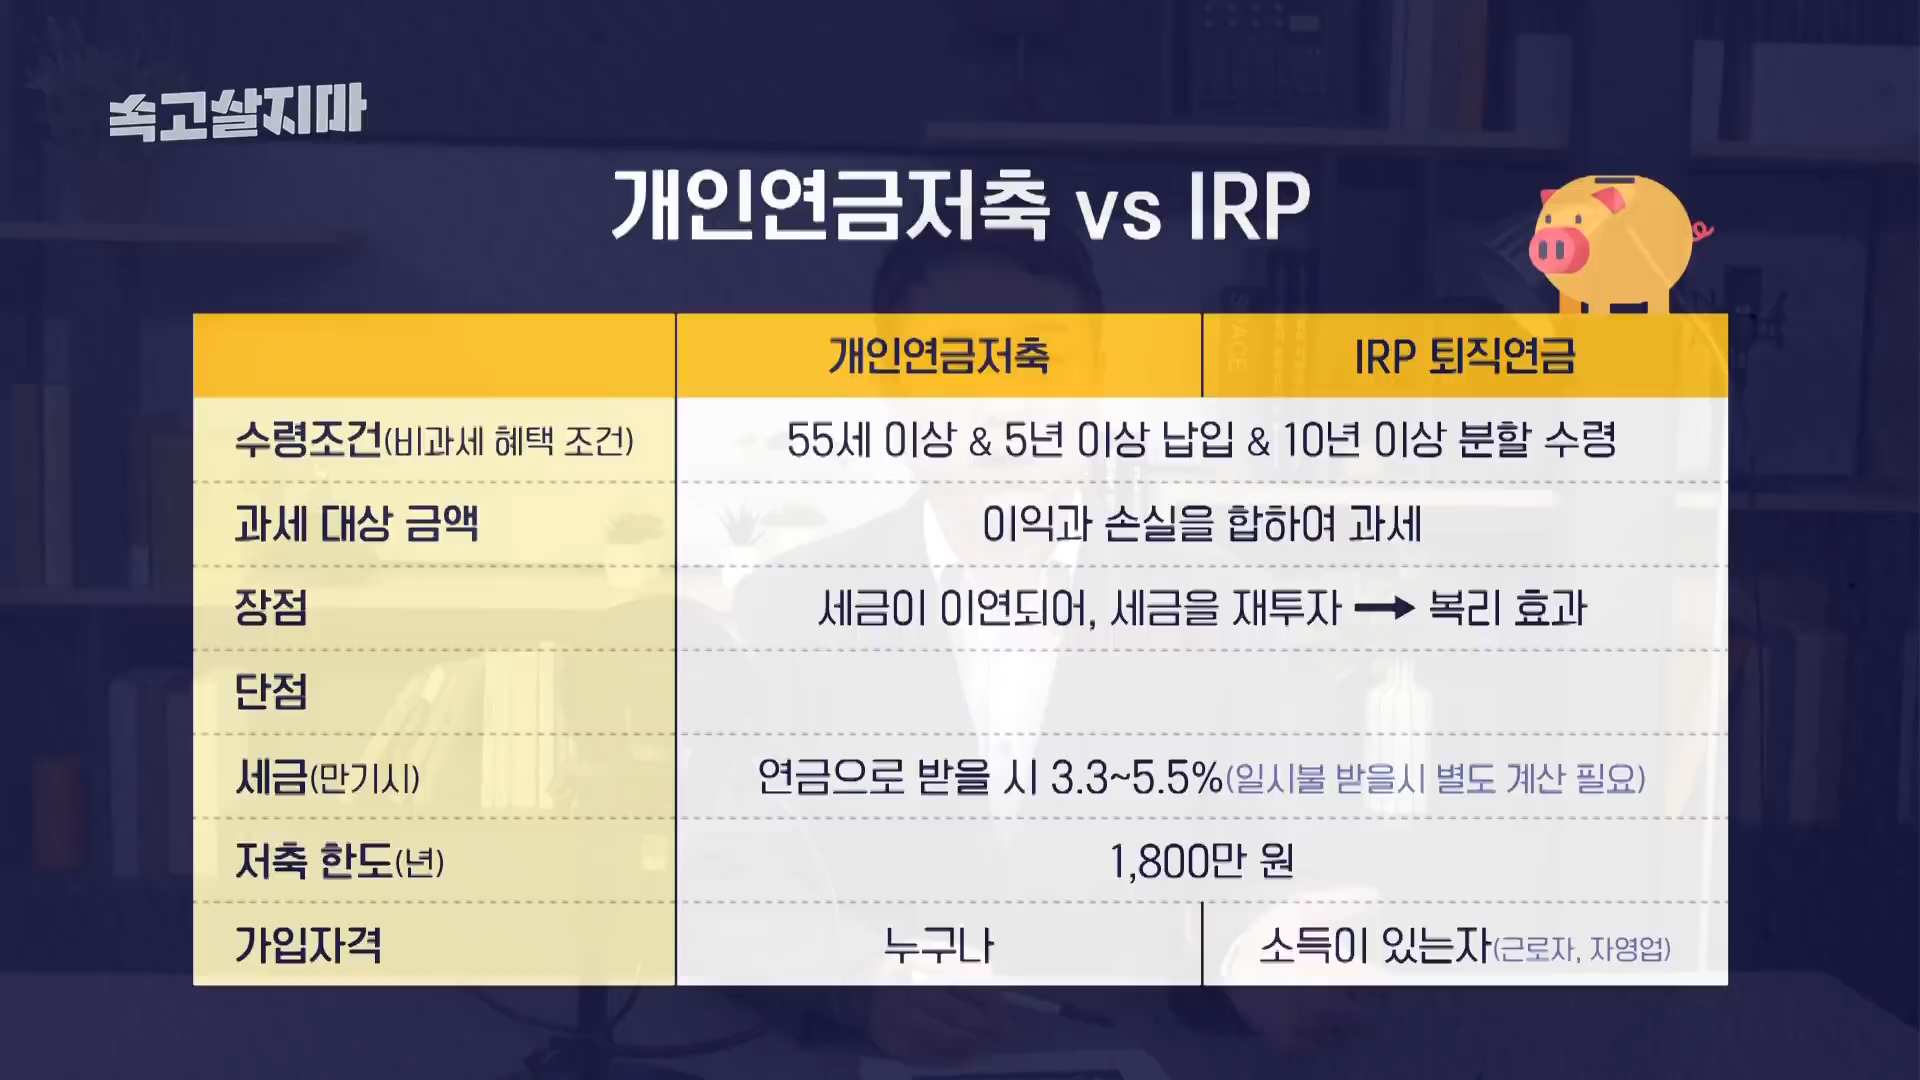 속고살지마
개인연금저축 vs IRP
개인연금저축 IRP 퇴직연금
수령조건(비과세 혜택 조건) 55세 이상 & 5년 이상 납입 & 10년 이상 분할 수령
과세 대상 금액 이익과 손실을 합하여 과세
장점 세금이 이연되어, 세금을 재투자 → 복리 효과
단점
세금(만기시) 연금으로 받을 시 3.3~5.5%(일시불 받을시 별도 계산 필요)
저축 한도(년) 1,800만 원
가입자격 누구나 소득이 있는자(근로자, 자영업)